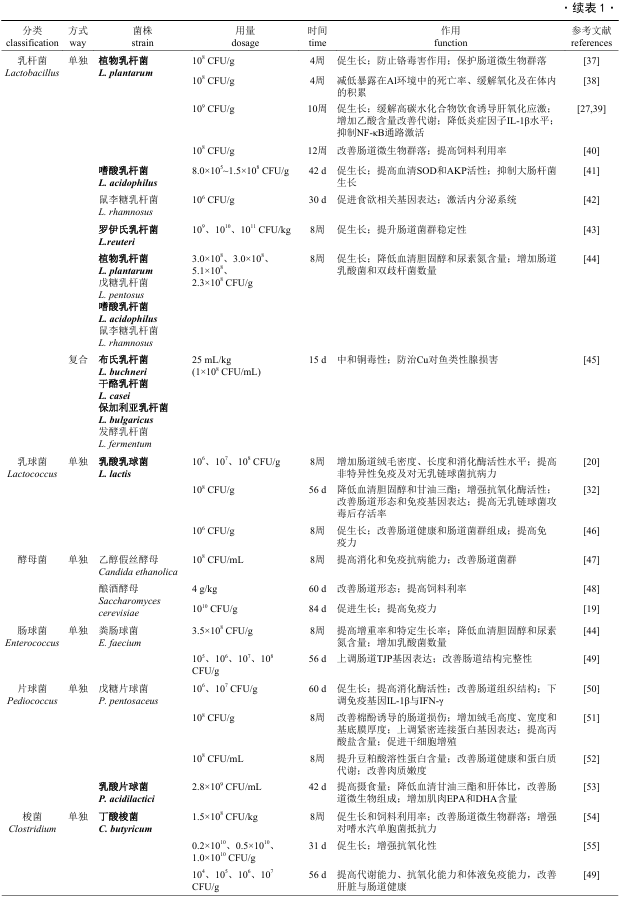 ·续表1·
分类 方式 菌株 用量 时间 作用 参考文献
classification way strain dosage time function references
乳杆菌 单独 植物乳杆菌 10⁸ CFU/g 4周 促生长；防止铬毒害作用；保护肠道微生物群落 [37]
Lactobacillus L. plantarum
10⁸ CFU/g 4周 减低暴露在Al环境中的死亡率、缓解氧化及在体内 [38]
的积累
10⁹ CFU/g 10周 促生长；缓解高碳水化合物饮食诱导肝氧化应激； [27,39]
增加乙酸含量改善代谢；降低炎症因子IL-1β水平；
抑制NF-κB通路激活
10⁸ CFU/g 12周 改善肠道微生物群落；提高饲料利用率 [40]
嗜酸乳杆菌 8.0×10⁵~1.5×10⁸ CFU/g 42 d 促生长；提高血清SOD和AKP活性；抑制大肠杆菌 [41]
L. acidophilus 生长
鼠李糖乳杆菌 10⁶ CFU/g 30 d 促进食欲相关基因表达；激活内分泌系统 [42]
L. rhamnosus
罗伊氏乳杆菌 10⁹、10¹⁰、10¹¹ CFU/kg 8周 促生长；提升肠道菌群稳定性 [43]
L.reuteri
植物乳杆菌 3.0×10⁸、3.0×10⁸、 8周 促生长；降低血清胆固醇和尿素氮含量；增加肠道 [44]
L. plantarum 5.1×10⁸、 乳酸菌和双歧杆菌数量
戊糖乳杆菌 2.3×10⁸ CFU/g
L. pentosus
嗜酸乳杆菌
L. acidophilus
鼠李糖乳杆菌
L. rhamnosus
复合 布氏乳杆菌 25 mL/kg 15 d 中和铜毒性；防治Cu对鱼类性腺损害 [45]
L. buchneri (1×10⁸ CFU/mL)
干酪乳杆菌
L. casei
保加利亚乳杆菌
L. bulgaricus
发酵乳杆菌
L. fermentum
乳球菌 单独 乳酸乳球菌 10⁶、10⁷、10⁸ CFU/g 8周 增加肠道绒毛密度、长度和消化酶活性水平；提高 [20]
Lactococcus L. lactis 非特异性免疫及对无乳链球菌抗病力
10⁸ CFU/g 56 d 降低血清胆固醇和甘油三酯；增强抗氧化酶活性； [32]
改善肠道形态和免疫基因表达；提高无乳链球菌攻
毒后存活率
10⁶ CFU/g 8周 促生长；改善肠道健康和肠道菌群组成；提高免 [46]
疫力
酵母菌 单独 乙醇假丝酵母 10⁸ CFU/mL 8周 提高消化和免疫抗病能力；改善肠道菌群 [47]
Candida ethanolica
酿酒酵母 4 g/kg 60 d 改善肠道形态；提高饲料利率 [48]
Saccharomyces
cerevisiae 10¹⁰ CFU/g 84 d 促进生长；提高免疫力 [19]
肠球菌 单独 粪肠球菌 3.5×10⁸ CFU/g 8周 提高增重率和特定生长率；降低血清胆固醇和尿素 [44]
Enterococcus E. faecium 氮含量；增加乳酸菌数量
10⁵、10⁶、10⁷、10⁸ 56 d 上调肠道TJP基因表达；改善肠道结构完整性 [49]
CFU/g
片球菌 单独 戊糖片球菌 10⁶、10⁷ CFU/g 60 d 促生长；提高消化酶活性；改善肠道组织结构；下 [50]
Pediococcus P. pentosaceus 调免疫基因IL-1β与IFN-γ
10⁸ CFU/g 8周 改善棉酚诱导的肠道损伤；增加绒毛高度、宽度和 [51]
基底膜厚度；上调紧密连接蛋白基因表达；提高丙
酸盐含量；促进干细胞增殖
10⁸ CFU/mL 8周 提升豆粕酸溶性蛋白含量；改善肠道健康和蛋白质 [52]
代谢；改善肉质嫩度
乳酸片球菌 2.8×10⁹ CFU/mL 42 d 提高摄食量；降低血清甘油三酯和肝体比，改善肠 [53]
P. acidilactici 道微生物组成；增加肌肉EPA和DHA含量
梭菌 单独 丁酸梭菌 1.5×10⁸ CFU/kg 8周 促生长和饲料利用率；改善肠道微生物群落；增强 [54]
Clostridium C. butyricum 对嗜水汽单胞菌抵抗力
0.2×10¹⁰、0.5×10¹⁰、 31 d 促生长；增强抗氧化性 [55]
1.0×10¹⁰ CFU/g
10⁴、10⁵、10⁶、10⁷ 56 d 提高代谢能力、抗氧化能力和体液免疫能力，改善 [49]
CFU/g 肝脏与肠道健康